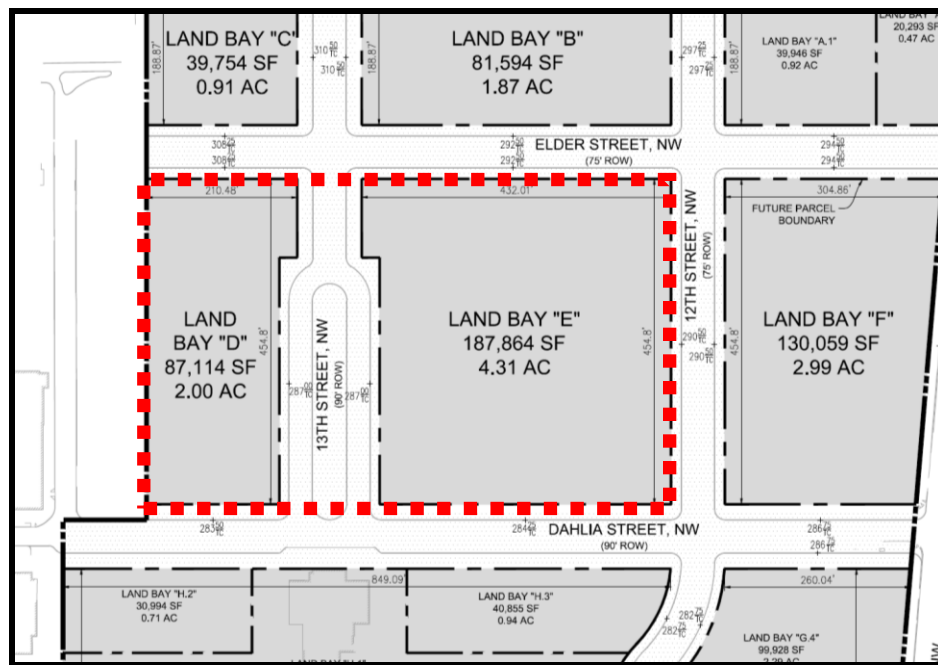 LAND BAY "C"
39,754 SF
0.91 AC
188.87'
LAND BAY "B"
81,594 SF
1.87 AC
188.87'
LAND BAY "A.1"
39,946 SF
0.92 AC
20,293 SF
0.47 AC
ELDER STREET, NW
(75' ROW)
210.48'
432.01'
304.86'
FUTURE PARCEL
BOUNDARY
12TH STREET, NW
(75' ROW)
LAND
BAY "D"
87,114 SF
2.00 AC
454.8'
13TH STREET, NW
(90' ROW)
LAND BAY "E"
187,864 SF
4.31 AC
454.8'
454.8'
LAND BAY "F"
130,059 SF
2.99 AC
DAHLIA STREET, NW
(90' ROW)
849.09'
260.04'
LAND BAY "H.2"
30,994 SF
0.71 AC
LAND BAY "H.3"
40,855 SF
0.94 AC
LAND BAY "G.4"
99,928 SF
2.29 AC
NW